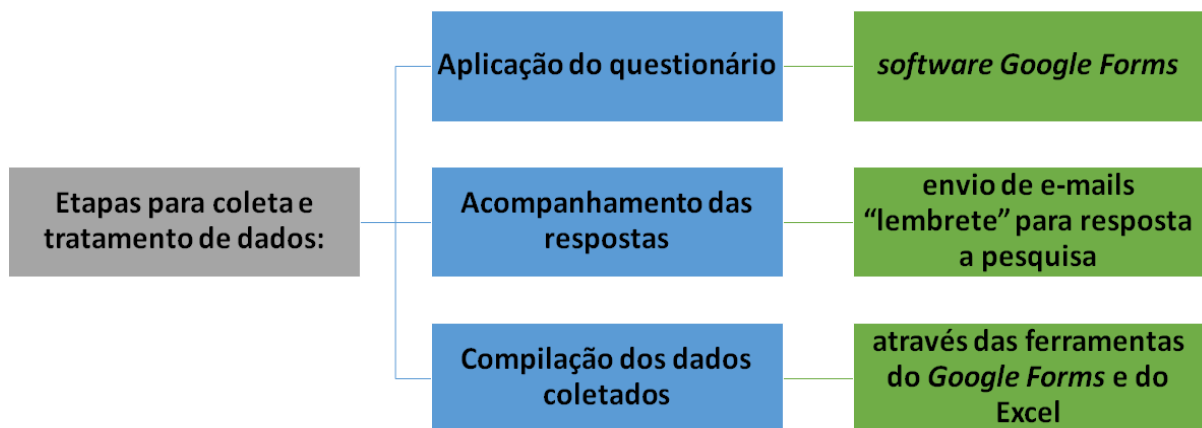 Etapas para coleta e
tratamento de dados:
Aplicação do questionário
software Google Forms
Acompanhamento das
respostas
envio de e-mails
“lembrete” para resposta
a pesquisa
Compilação dos dados
coletados
através das ferramentas
do Google Forms e do
Excel